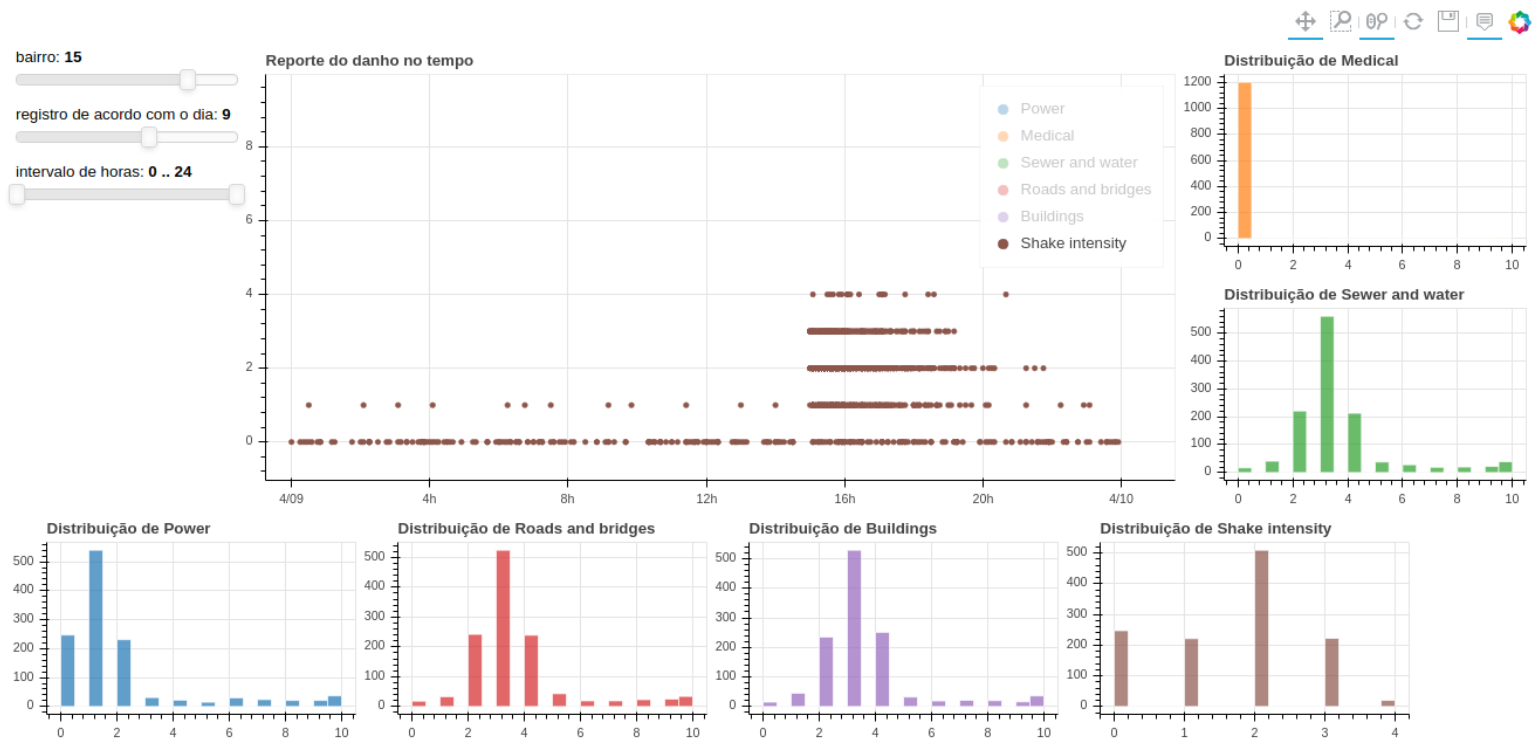 bairro: 15
registro de acordo com o dia: 9
intervalo de horas: 0 .. 24
Reporte do danho no tempo
8
6
4
2
0
4/09 4h 8h 12h 16h 20h 4/10
Power
Medical
Sewer and water
Roads and bridges
Buildings
Shake intensity
Distribuição de Medical
1200
1000
800
600
400
200
0
0 2 4 6 8 10
Distribuição de Sewer and water
500
400
300
200
100
0
0 2 4 6 8 10
Distribuição de Power
500
400
300
200
100
0
0 2 4 6 8 10
Distribuição de Roads and bridges
500
400
300
200
100
0
0 2 4 6 8 10
Distribuição de Buildings
500
400
300
200
100
0
0 2 4 6 8 10
Distribuição de Shake intensity
500
400
300
200
100
0
0 1 2 3 4